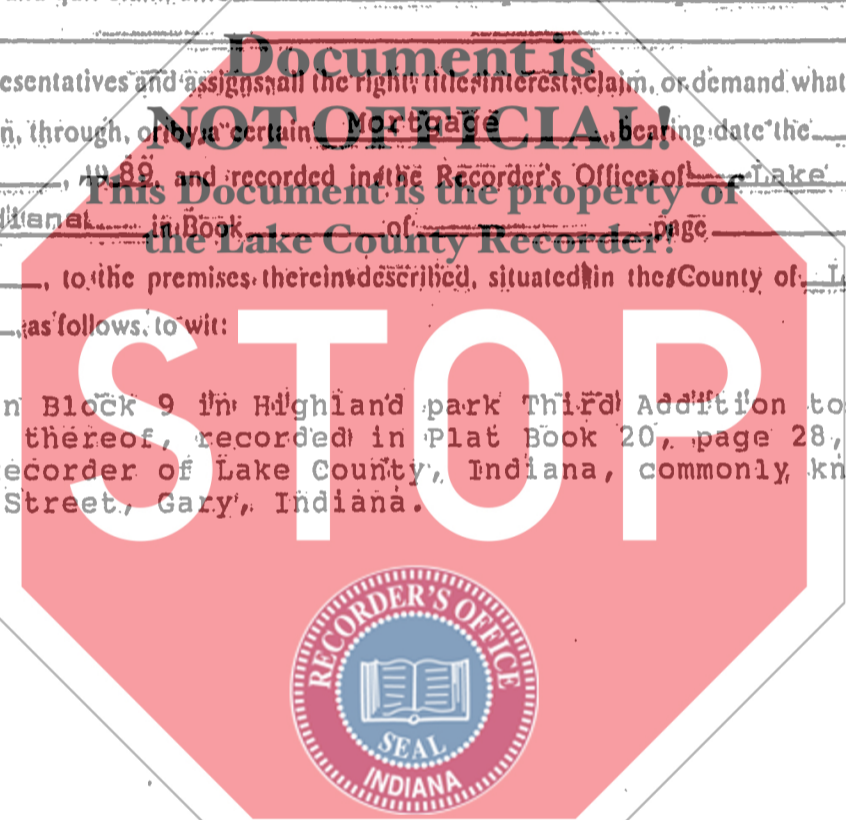 Document is
esentatives and assigns, all the right, title, interest, claim, or demand what
NOT OFFICIAL!
n, through, or by a certain Mortgage, bearing date the
, 1989, and recorded in the Recorder's Office of Lake
This Document is the property of
diana in Book of page
the Lake County Recorder!
, to the premises therein described, situated in the County of
, as follows, to wit:
STOP
n Block 9 in Highland park Third Addition to
thereof, recorded in Plat Book 20, page 28,
ecorder of Lake County, Indiana, commonly kn
Street, Gary, Indiana.
RECORDER'S OFFICE
SEAL
INDIANA